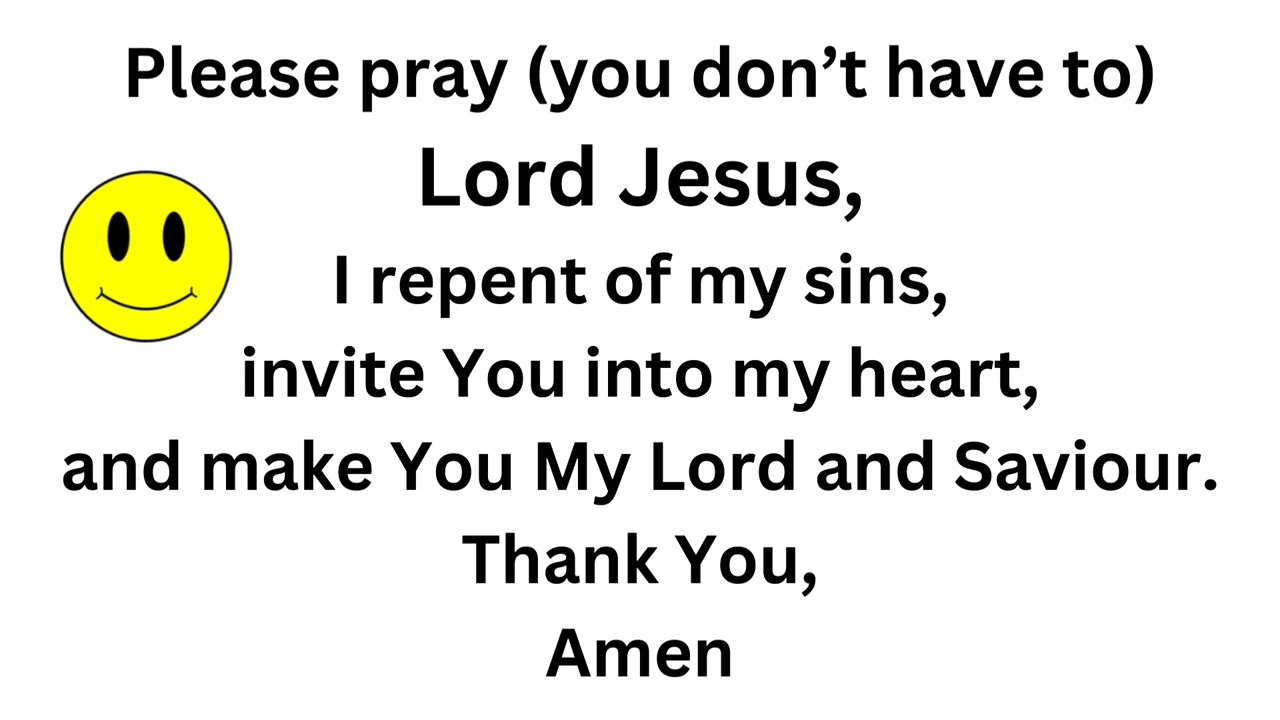 Please pray (you don’t have to)
Lord Jesus,
I repent of my sins,
invite You into my heart,
and make You My Lord and Saviour.
Thank You,
Amen